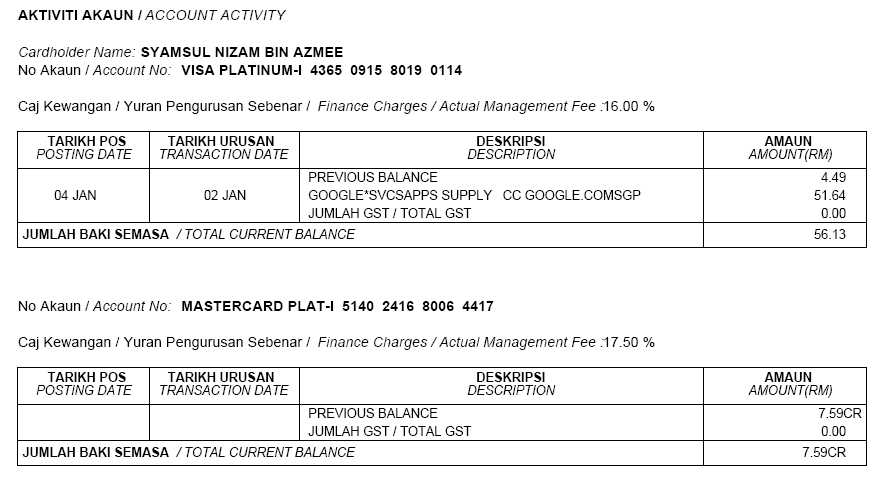 AKTIVITI AKAUN / ACCOUNT ACTIVITY
Cardholder Name: SYAMSUL NIZAM BIN AZMEE
No Akaun / Account No: VISA PLATINUM-I 4365 0915 8019 0114
Caj Kewangan / Yuran Pengurusan Sebenar / Finance Charges / Actual Management Fee :16.00 %
TARIKH POS TARIKH URUSAN DESKRIPSI AMAUN
POSTING DATE TRANSACTION DATE DESCRIPTION AMOUNT(RM)
PREVIOUS BALANCE 4.49
04 JAN 02 JAN GOOGLE*SVCSAPPS SUPPLY CC GOOGLE.COMSGP 51.64
JUMLAH GST / TOTAL GST 0.00
JUMLAH BAKI SEMASA / TOTAL CURRENT BALANCE 56.13
No Akaun / Account No: MASTERCARD PLAT-I 5140 2416 8006 4417
Caj Kewangan / Yuran Pengurusan Sebenar / Finance Charges / Actual Management Fee :17.50 %
TARIKH POS TARIKH URUSAN DESKRIPSI AMAUN
POSTING DATE TRANSACTION DATE DESCRIPTION AMOUNT(RM)
PREVIOUS BALANCE 7.59CR
JUMLAH GST / TOTAL GST 0.00
JUMLAH BAKI SEMASA / TOTAL CURRENT BALANCE 7.59CR